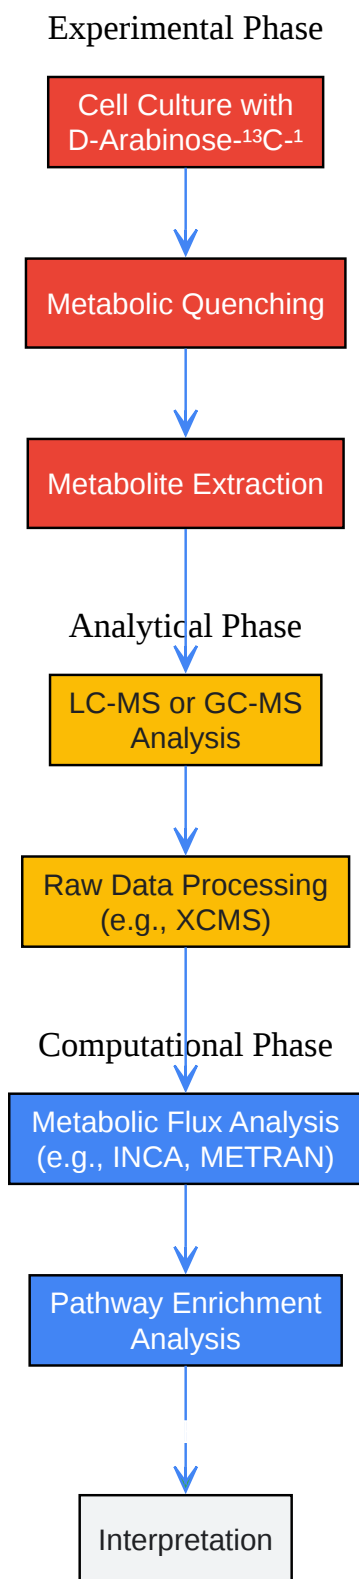 Experimental Phase
Cell Culture with
D-Arabinose-¹³C-¹
Metabolic Quenching
Metabolite Extraction
Analytical Phase
LC-MS or GC-MS
Analysis
Raw Data Processing
(e.g., XCMS)
Computational Phase
Metabolic Flux Analysis
(e.g., INCA, METRAN)
Pathway Enrichment
Analysis
Interpretation